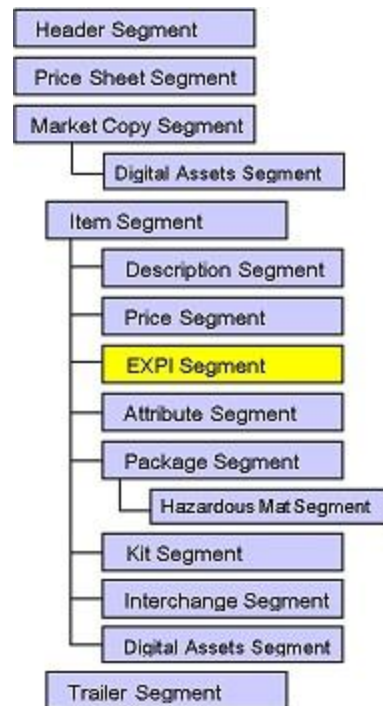 Header Segment
Price Sheet Segment
Market Copy Segment
Digital Assets Segment
Item Segment
Description Segment
Price Segment
EXPI Segment
Attribute Segment
Package Segment
Hazardous Mat Segment
Kit Segment
Interchange Segment
Digital Assets Segment
Trailer Segment